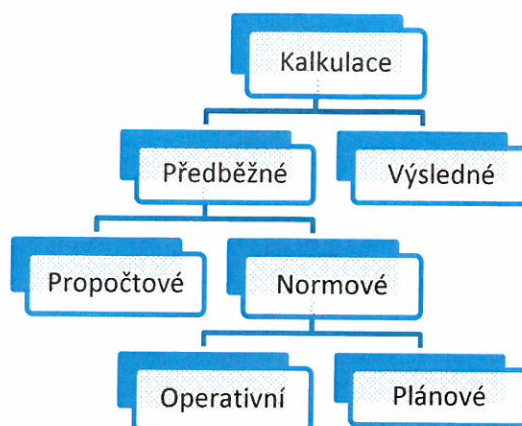 Kalkulace
Předběžné
Výsledné
Propočtové
Normové
Operativní
Plánové